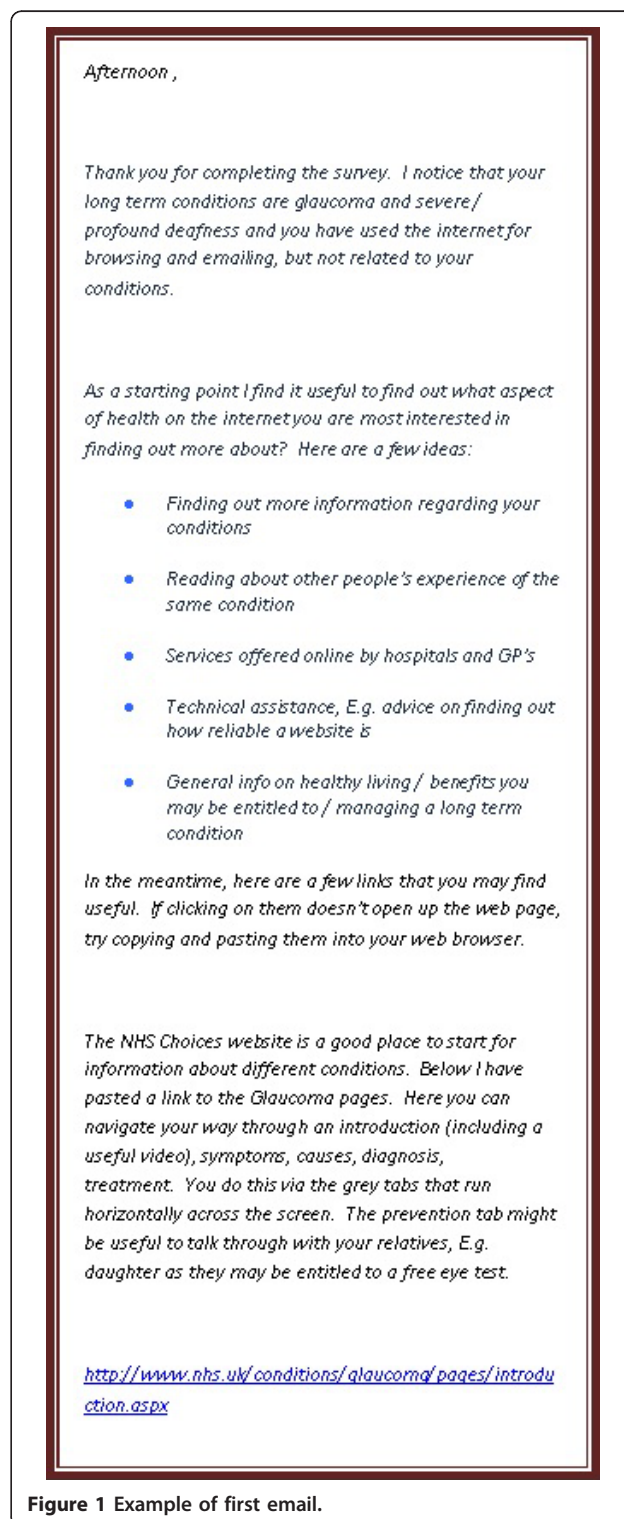 Afternoon ,
Thank you for completing the survey. I notice that your
long term conditions are glaucoma and severe/
profound deafness and you have used the internet for
browsing and emailing, but not related to your
conditions.
As a starting point I find it useful to find out what aspect
of health on the internet you are most interested in
finding out more about? Here are a few ideas:
• Finding out more information regarding your
conditions
• Reading about other people's experience of the
same condition
• Services offered online by hospitals and GP's
• Technical assistance, E.g. advice on finding out
how reliable a website is
• General info on healthy living / benefits you
may be entitled to / managing a long term
condition
In the meantime, here are a few links that you may find
useful. If clicking on them doesn't open up the web page,
try copying and pasting them into your web browser.
The NHS Choices website is a good place to start for
information about different conditions. Below I have
pasted a link to the Glaucoma pages. Here you can
navigate your way through an introduction (including a
useful video), symptoms, causes, diagnosis,
treatment. You do this via the grey tabs that run
horizontally across the screen. The prevention tab might
be useful to talk through with your relatives, E.g.
daughter as they may be entitled to a free eye test.
http://www.nhs.uk/conditions/glaucoma/pages/introdu
ction.aspx
Figure 1 Example of first email.